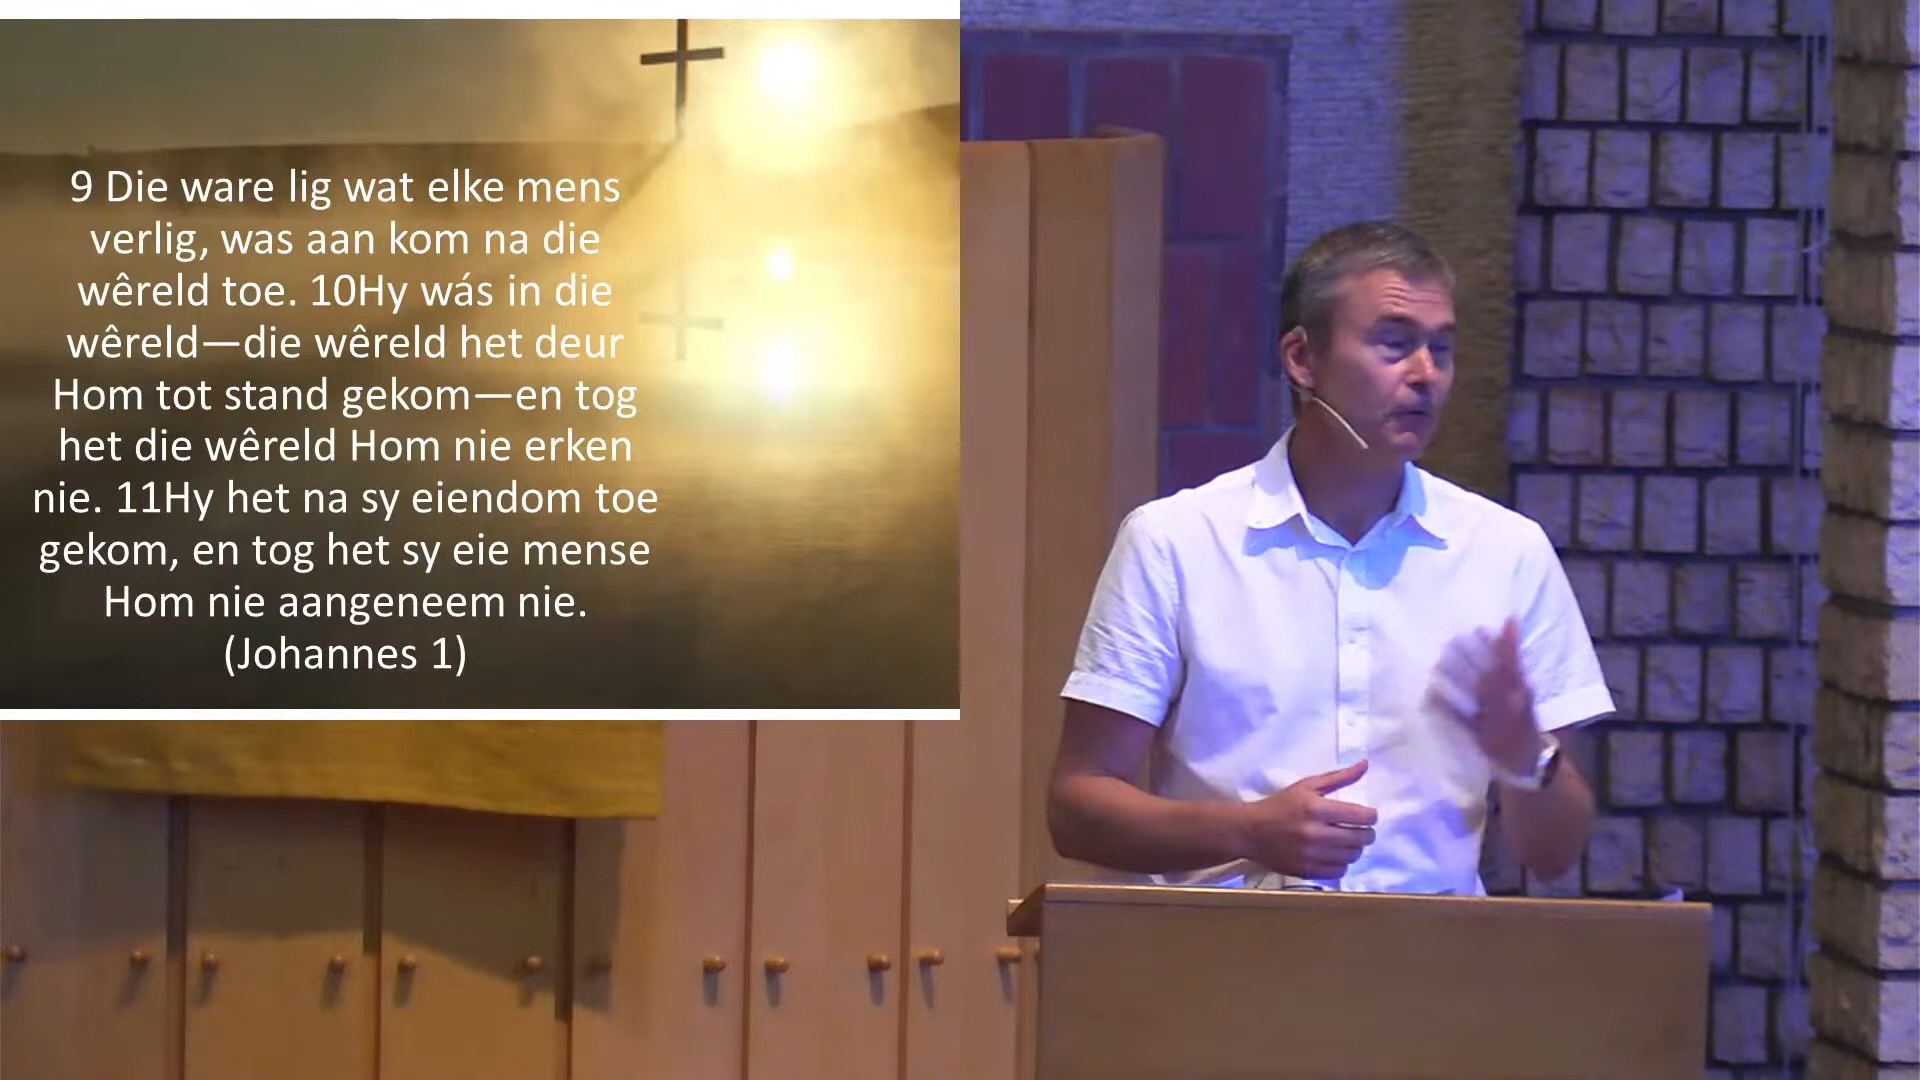 9 Die ware lig wat elke mens
verlig, was aan kom na die
wêreld toe. 10Hy wás in die
wêreld—die wêreld het deur
Hom tot stand gekom—en tog
het die wêreld Hom nie erken
nie. 11Hy het na sy eiendom toe
gekom, en tog het sy eie mense
Hom nie aangeneem nie.
(Johannes 1)